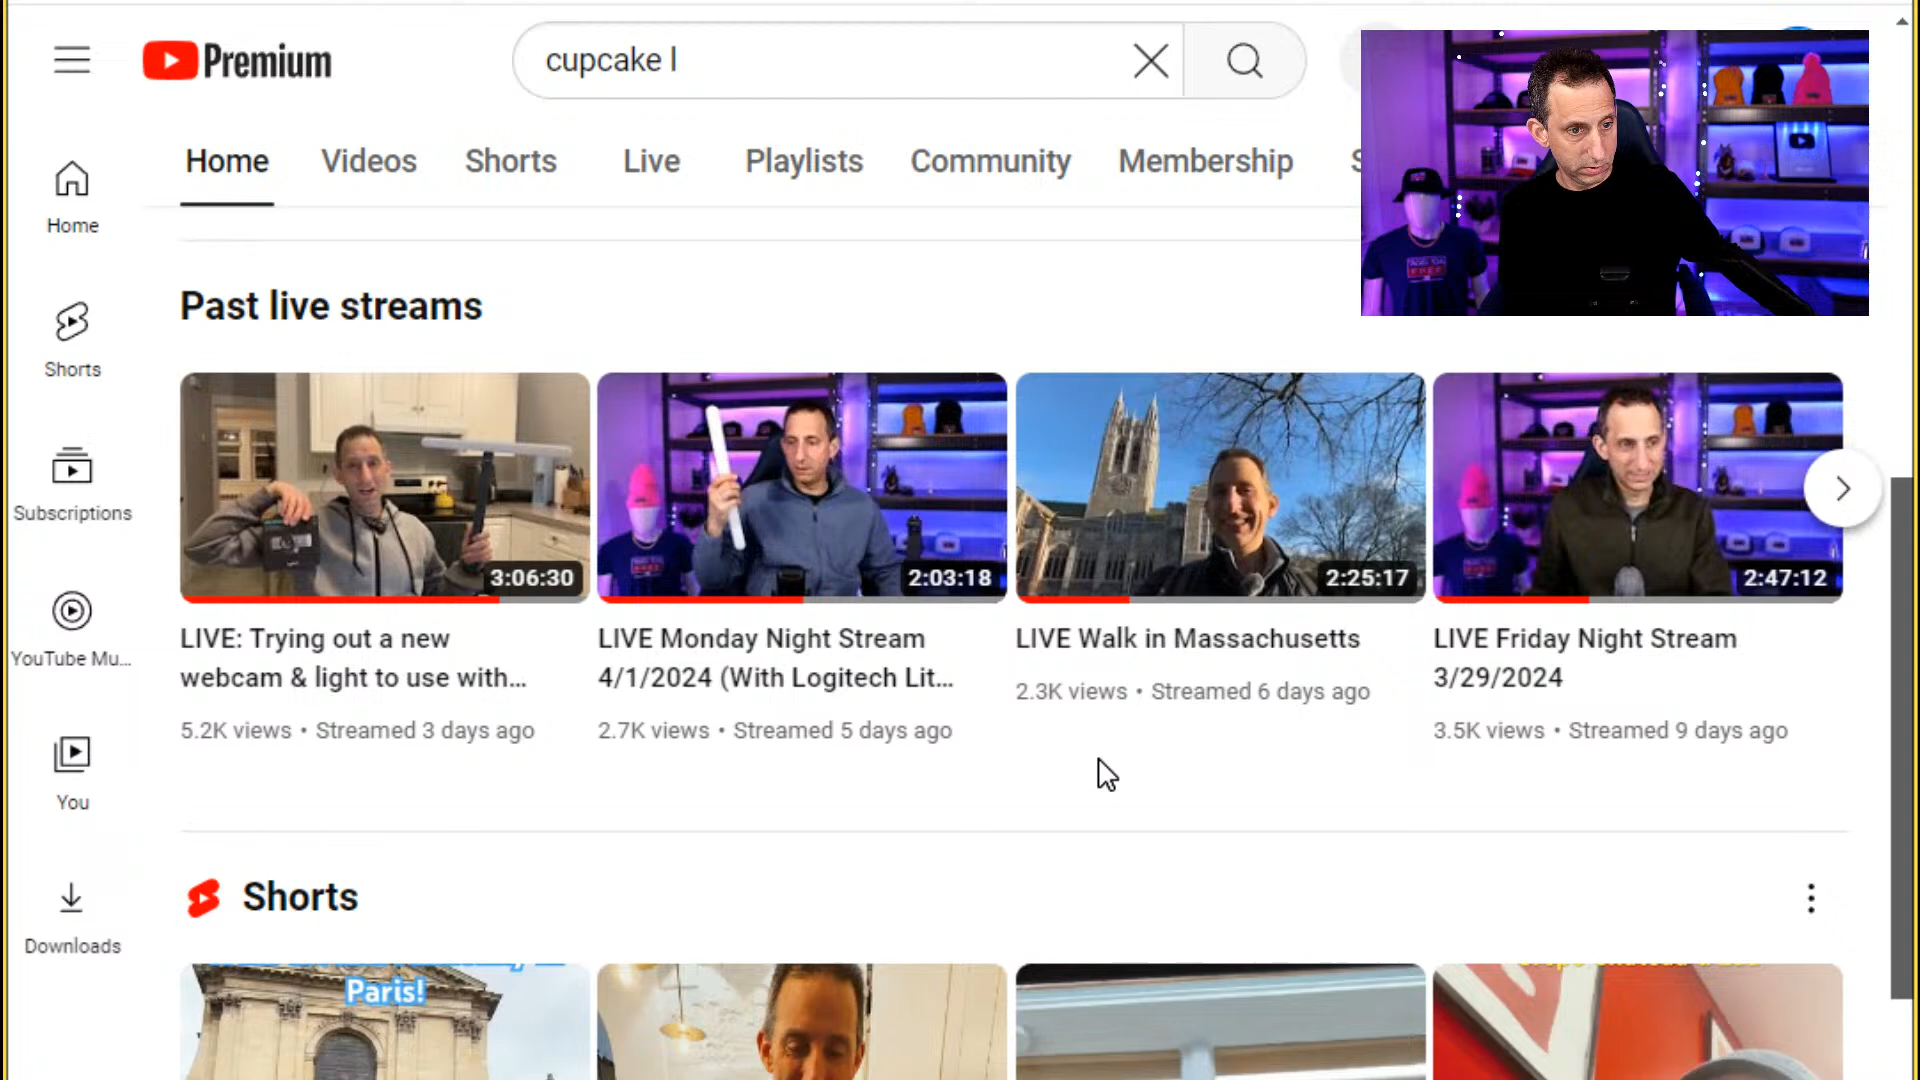 Premium
cupcake l
Home
Videos
Shorts
Live
Playlists
Community
Membership
S
Home
Shorts
Subscriptions
YouTube Mu...
You
Downloads
Past live streams
3:06:30
2:03:18
2:25:17
2:47:12
LIVE: Trying out a new
webcam & light to use with...
5.2K views • Streamed 3 days ago
LIVE Monday Night Stream
4/1/2024 (With Logitech Lit...
2.7K views • Streamed 5 days ago
LIVE Walk in Massachusetts
2.3K views • Streamed 6 days ago
LIVE Friday Night Stream
3/29/2024
3.5K views • Streamed 9 days ago
Shorts
Paris!